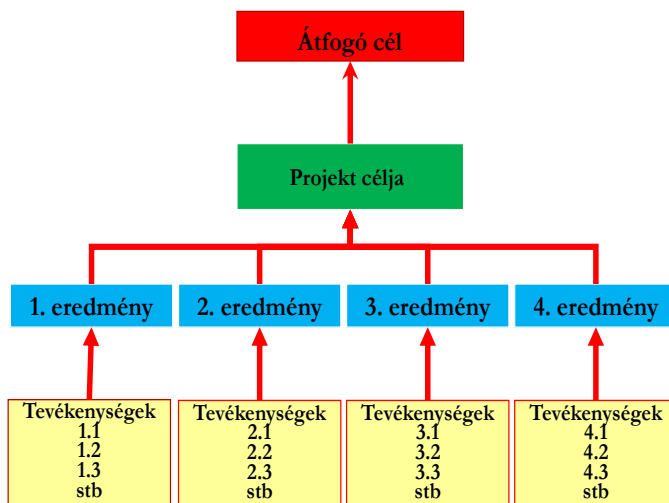 Átfogó cél
Projekt célja
1. eredmény
2. eredmény
3. eredmény
4. eredmény
Tevékenységek
1.1
1.2
1.3
stb
Tevékenységek
2.1
2.2
2.3
stb
Tevékenységek
3.1
3.2
3.3
stb
Tevékenységek
4.1
4.2
4.3
stb